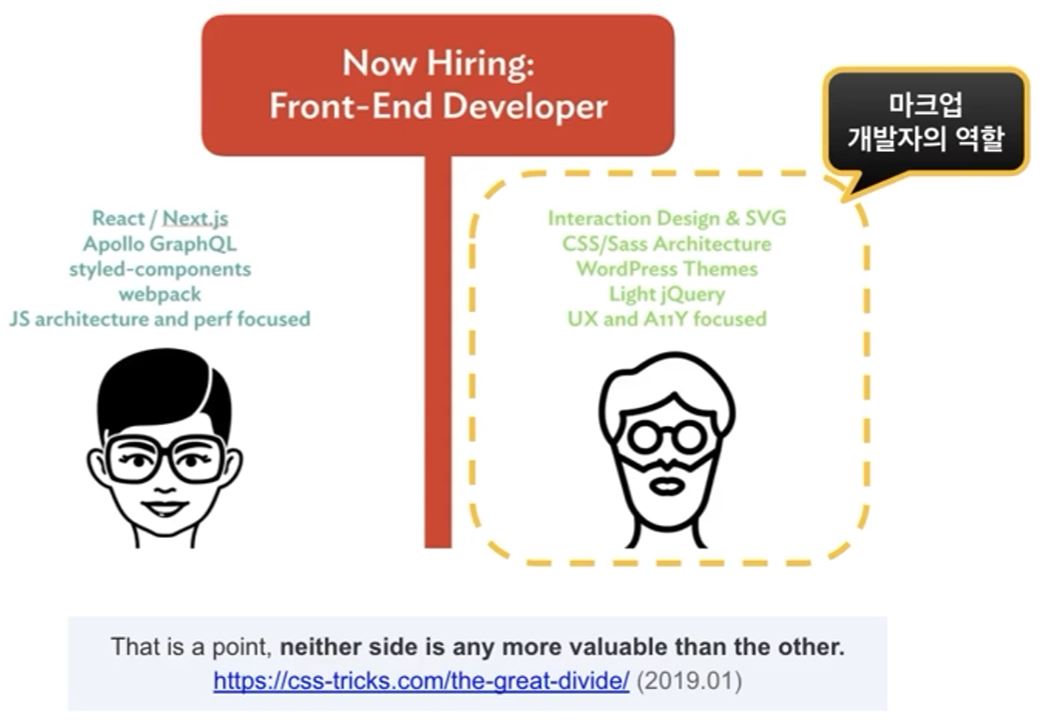 Now Hiring:
Front-End Developer
마크업
개발자의 역할
React / Next.js
Apollo GraphQL
styled-components
webpack
JS architecture and perf focused
Interaction Design & SVG
CSS/Sass Architecture
WordPress Themes
Light jQuery
UX and A11Y focused
That is a point, neither side is any more valuable than the other.
https://css-tricks.com/the-great-divide/ (2019.01)